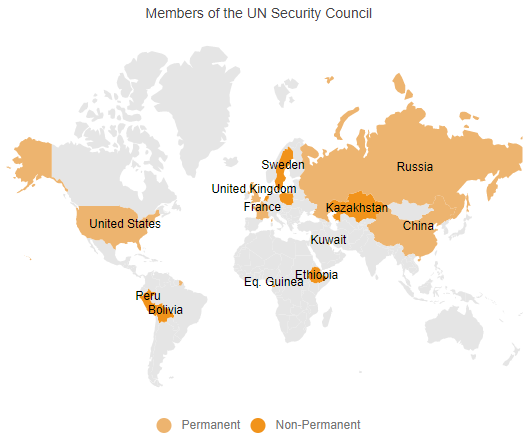 Members of the UN Security Council
Sweden
Russia
United Kingdom
France
Kazakhstan
United States
China
Kuwait
Ethiopia
Eq. Guinea
Peru
Bolivia
Permanent
Non-Permanent